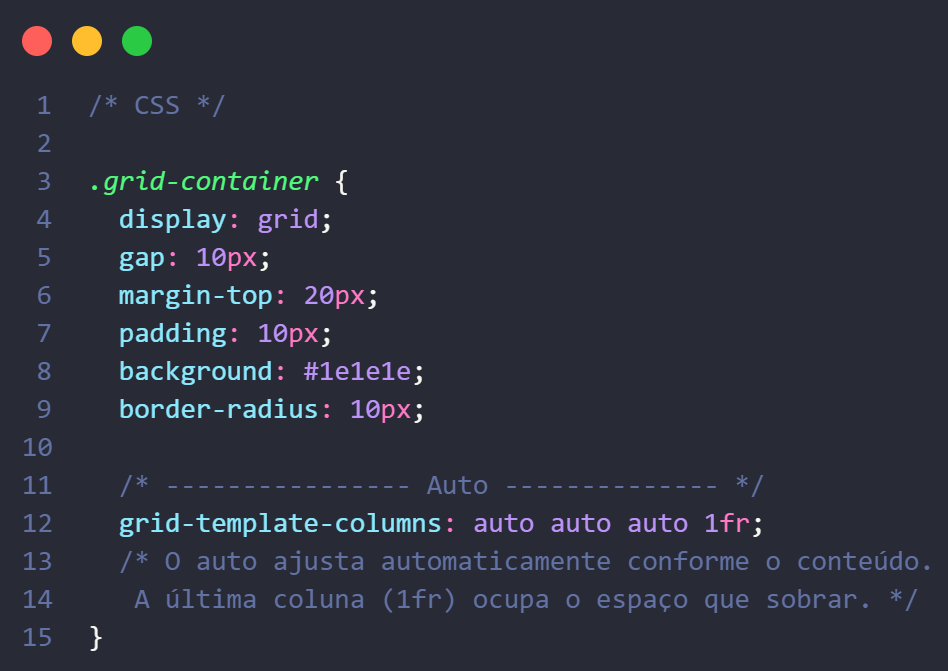 1 /* CSS */
2
3 .grid-container {
4   display: grid;
5   gap: 10px;
6   margin-top: 20px;
7   padding: 10px;
8   background: #1e1e1e;
9   border-radius: 10px;
10
11   /* ---------------- Auto -------------- */
12   grid-template-columns: auto auto auto 1fr;
13   /* O auto ajusta automaticamente conforme o conteúdo.
14    A última coluna (1fr) ocupa o espaço que sobrar. */
15 }